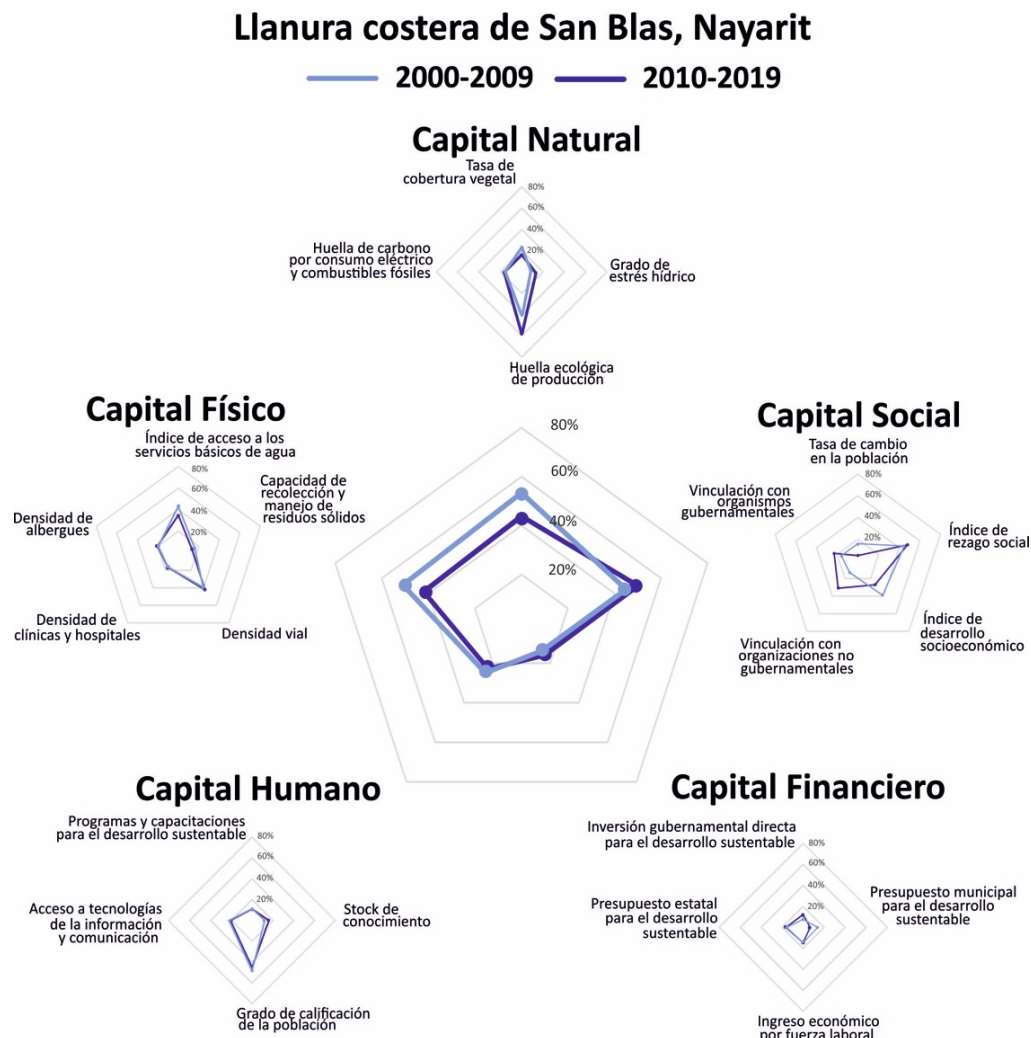 Llanura costera de San Blas, Nayarit
2000-2009
2010-2019
Capital Natural
Tasa de
cobertura vegetal
80%
60%
40%
20%
Huella de carbono
por consumo eléctrico
y combustibles fósiles
Grado de
estrés hídrico
Huella ecológica
de producción
Capital Físico
Índice de acceso a los
servicios básicos de agua
80%
60%
40%
20%
Capacidad de
recolección y
manejo de
residuos sólidos
Densidad de
albergues
Densidad de
clínicas y hospitales
Densidad vial
80%
60%
40%
20%
Capital Social
Tasa de cambio
en la población
80%
60%
40%
20%
Vinculación con
organismos
gubernamentales
Índice de
rezago social
Índice de
desarrollo
socioeconómico
Vinculación con
organizaciones no
gubernamentales
Capital Humano
Programas y capacitaciones
para el desarrollo sustentable
80%
60%
40%
20%
Acceso a tecnologías
de la información
y comunicación
Stock de
conocimiento
Grado de calificación
de la población
Capital Financiero
Inversión gubernamental directa
para el desarrollo sustentable
80%
60%
40%
20%
Presupuesto estatal
para el desarrollo
sustentable
Presupuesto municipal
para el desarrollo
sustentable
Ingreso económico
por fuerza laboral